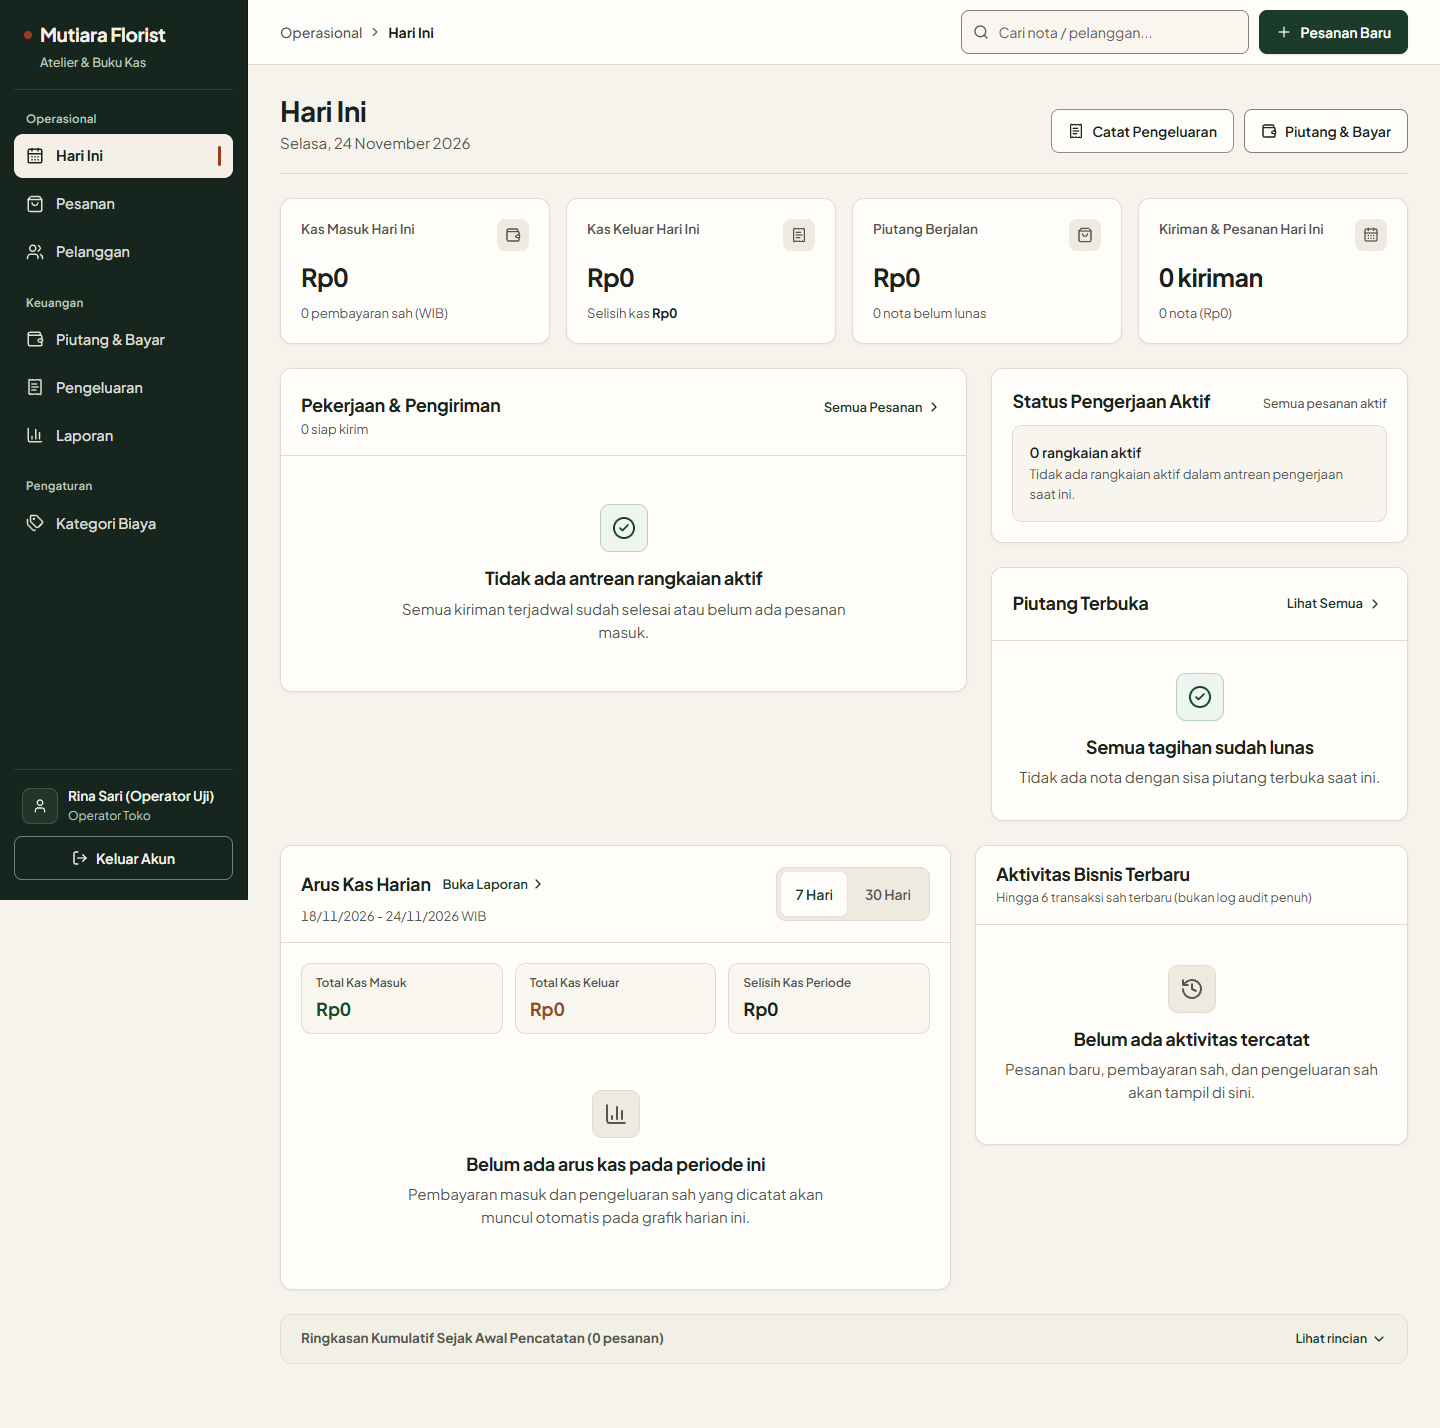 Mutiara Florist
Atelier & Buku Kas
Operasional
Hari Ini
Pesanan
Pelanggan
Keuangan
Piutang & Bayar
Pengeluaran
Laporan
Pengaturan
Kategori Biaya
Rina Sari (Operator Uji)
Operator Toko
Keluar Akun
Operasional > Hari Ini
Cari nota / pelanggan...
Pesanan Baru
Hari Ini
Selasa, 24 November 2026
Catat Pengeluaran
Piutang & Bayar
Kas Masuk Hari Ini
Rp0
0 pembayaran sah (WIB)
Kas Keluar Hari Ini
Rp0
Selisih kas Rp0
Piutang Berjalan
Rp0
0 nota belum lunas
Kiriman & Pesanan Hari Ini
0 kiriman
0 nota (Rp0)
Pekerjaan & Pengiriman
0 siap kirim
Semua Pesanan
Tidak ada antrean rangkaian aktif
Semua kiriman terjadwal sudah selesai atau belum ada pesanan
masuk.
Status Pengerjaan Aktif
Semua pesanan aktif
0 rangkaian aktif
Tidak ada rangkaian aktif dalam antrean pengerjaan
saat ini.
Piutang Terbuka
Lihat Semua
Semua tagihan sudah lunas
Tidak ada nota dengan sisa piutang terbuka saat ini.
Arus Kas Harian
Buka Laporan
18/11/2026 - 24/11/2026 WIB
7 Hari
30 Hari
Total Kas Masuk
Rp0
Total Kas Keluar
Rp0
Selisih Kas Periode
Rp0
Belum ada arus kas pada periode ini
Pembayaran masuk dan pengeluaran sah yang dicatat akan
muncul otomatis pada grafik harian ini.
Aktivitas Bisnis Terbaru
Hingga 6 transaksi sah terbaru (bukan log audit penuh)
Belum ada aktivitas tercatat
Pesanan baru, pembayaran sah, dan pengeluaran sah
akan tampil di sini.
Ringkasan Kumulatif Sejak Awal Pencatatan (0 pesanan)
Lihat rincian